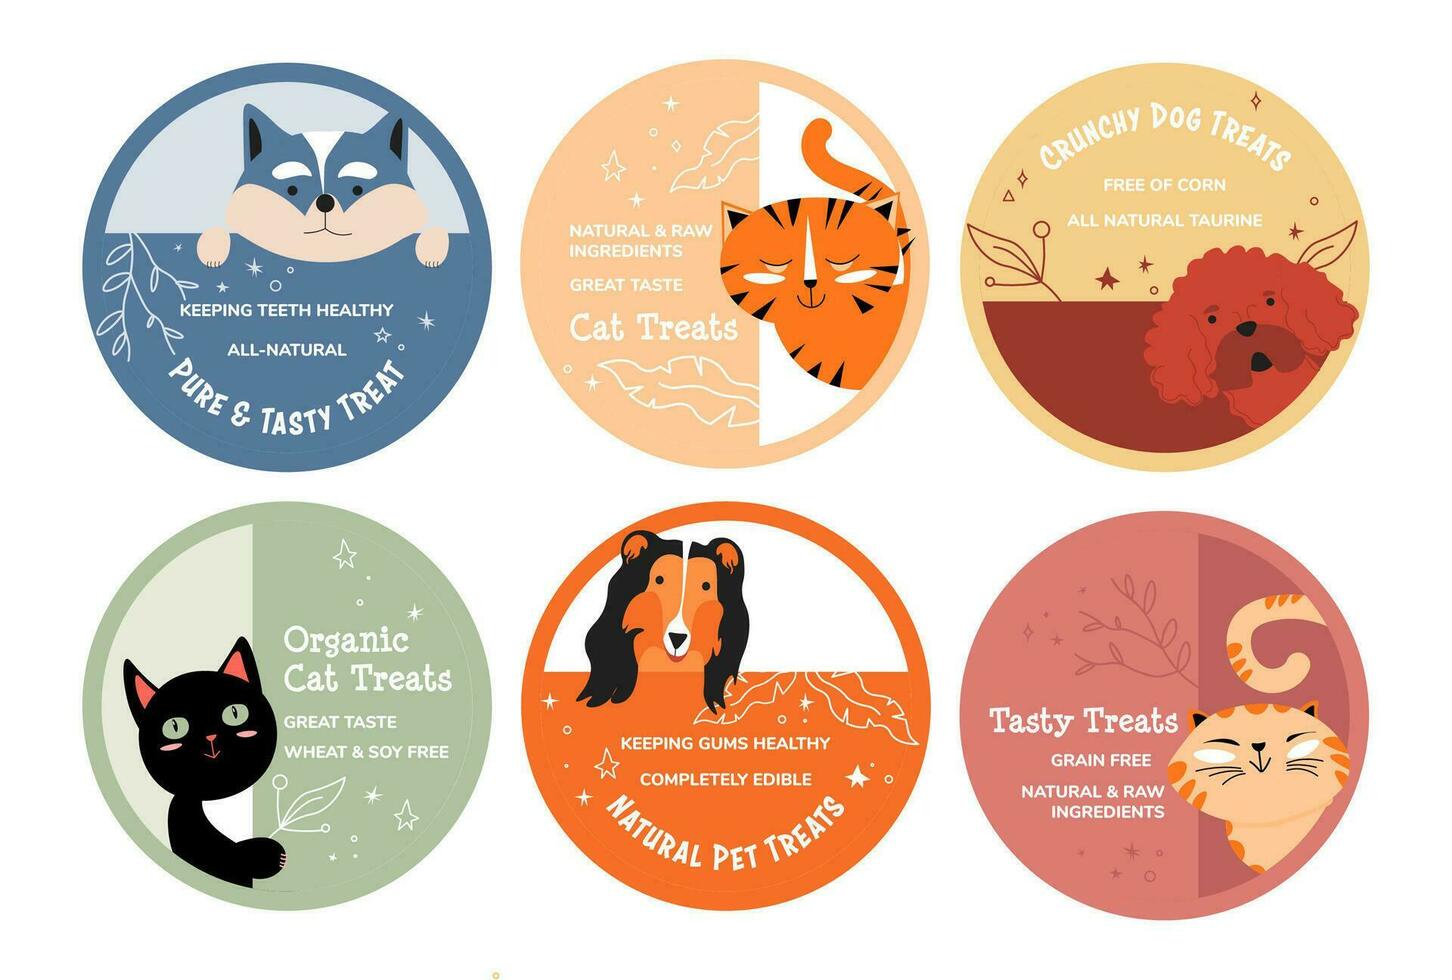 KEEPING TEETH HEALTHY
ALL-NATURAL
PURE & TASTY TREAT
NATURAL & RAW
INGREDIENTS
GREAT TASTE
Cat Treats
CRUNCHY DOG TREATS
FREE OF CORN
ALL NATURAL TAURINE
Organic
Cat Treats
GREAT TASTE
WHEAT & SOY FREE
KEEPING GUMS HEALTHY
COMPLETELY EDIBLE
NATURAL PET TREATS
Tasty Treats
GRAIN FREE
NATURAL & RAW
INGREDIENTS